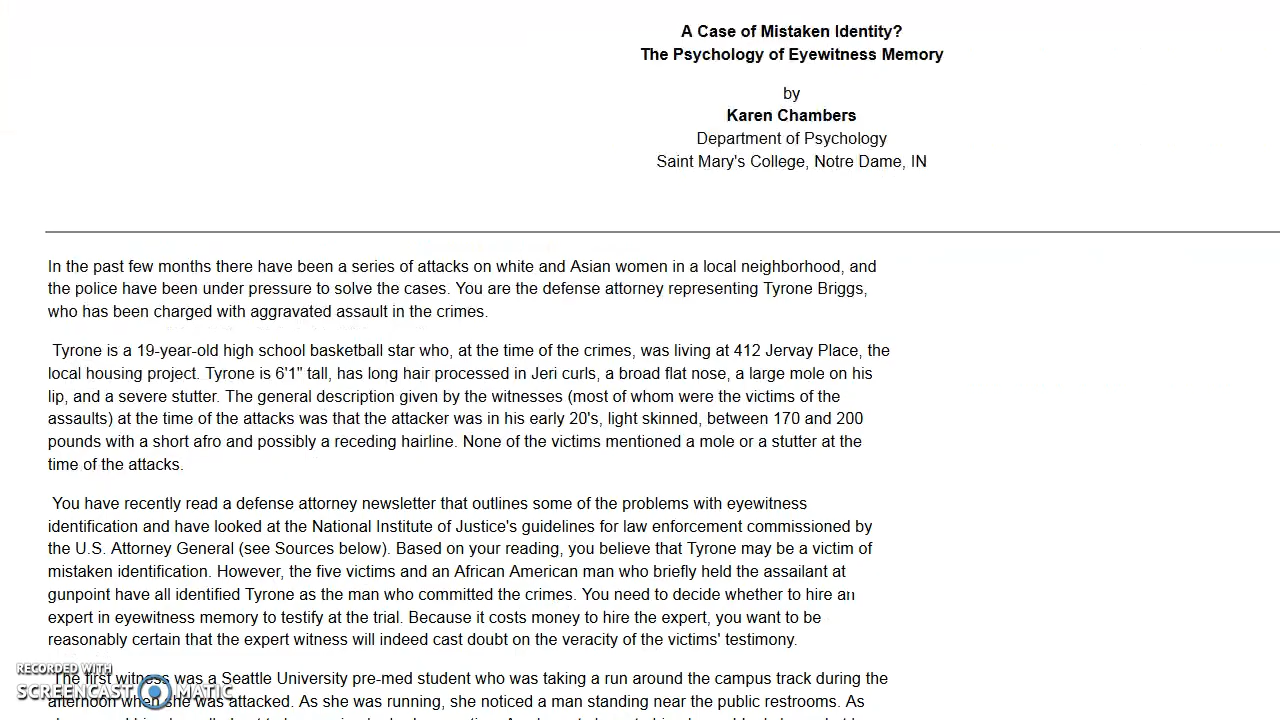 A Case of Mistaken Identity?
The Psychology of Eyewitness Memory
by
Karen Chambers
Department of Psychology
Saint Mary's College, Notre Dame, IN
In the past few months there have been a series of attacks on white and Asian women in a local neighborhood, and
the police have been under pressure to solve the cases. You are the defense attorney representing Tyrone Briggs,
who has been charged with aggravated assault in the crimes.
Tyrone is a 19-year-old high school basketball star who, at the time of the crimes, was living at 412 Jervay Place, the
local housing project. Tyrone is 6'1" tall, has long hair processed in Jeri curls, a broad flat nose, a large mole on his
lip, and a severe stutter. The general description given by the witnesses (most of whom were the victims of the
assaults) at the time of the attacks was that the attacker was in his early 20's, light skinned, between 170 and 200
pounds with a short afro and possibly a receding hairline. None of the victims mentioned a mole or a stutter at the
time of the attacks.
You have recently read a defense attorney newsletter that outlines some of the problems with eyewitness
identification and have looked at the National Institute of Justice's guidelines for law enforcement commissioned by
the U.S. Attorney General (see Sources below). Based on your reading, you believe that Tyrone may be a victim of
mistaken identification. However, the five victims and an African American man who briefly held the assailant at
gunpoint have all identified Tyrone as the man who committed the crimes. You need to decide whether to hire an
expert in eyewitness memory to testify at the trial. Because it costs money to hire the expert, you want to be
reasonably certain that the expert witness will indeed cast doubt on the veracity of the victims' testimony.
The first witness was a Seattle University pre-med student who was taking a run around the campus track during the
afternoon when she was attacked. As she was running, she noticed a man standing near the public restrooms. As
RECORDED WITH
SCREENCAST MATIC